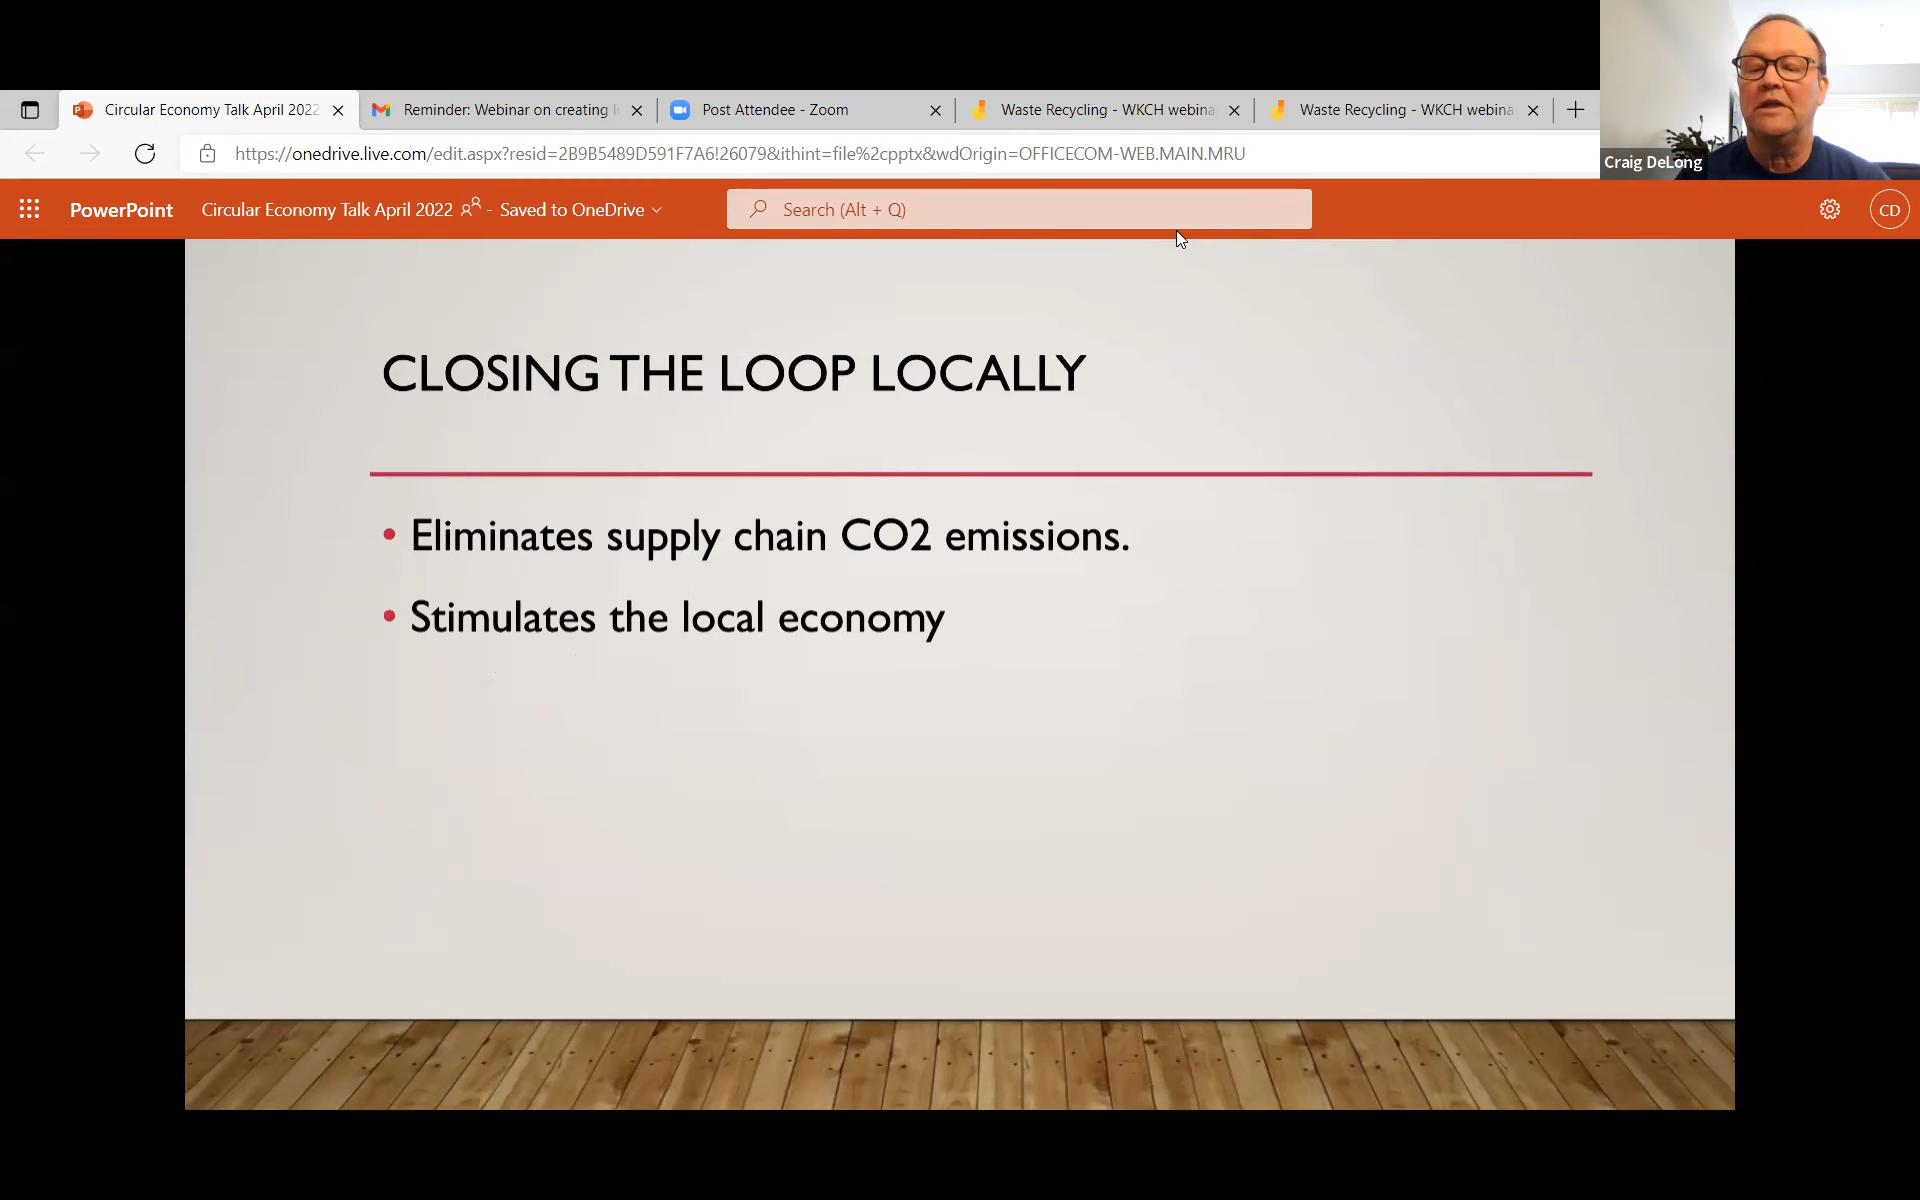 Circular Economy Talk April 2022
Reminder: Webinar on creating l
Post Attendee - Zoom
Waste Recycling - WKCH webina
Waste Recycling - WKCH webina
https://onedrive.live.com/edit.aspx?resid=2B9B5489D591F7A6!26079&ithint=file%2cpptx&wdOrigin=OFFICECOM-WEB.MAIN.MRU
Craig DeLong
PowerPoint
Circular Economy Talk April 2022 - Saved to OneDrive
Search (Alt + Q)
CD
CLOSING THE LOOP LOCALLY
• Eliminates supply chain CO2 emissions.
• Stimulates the local economy